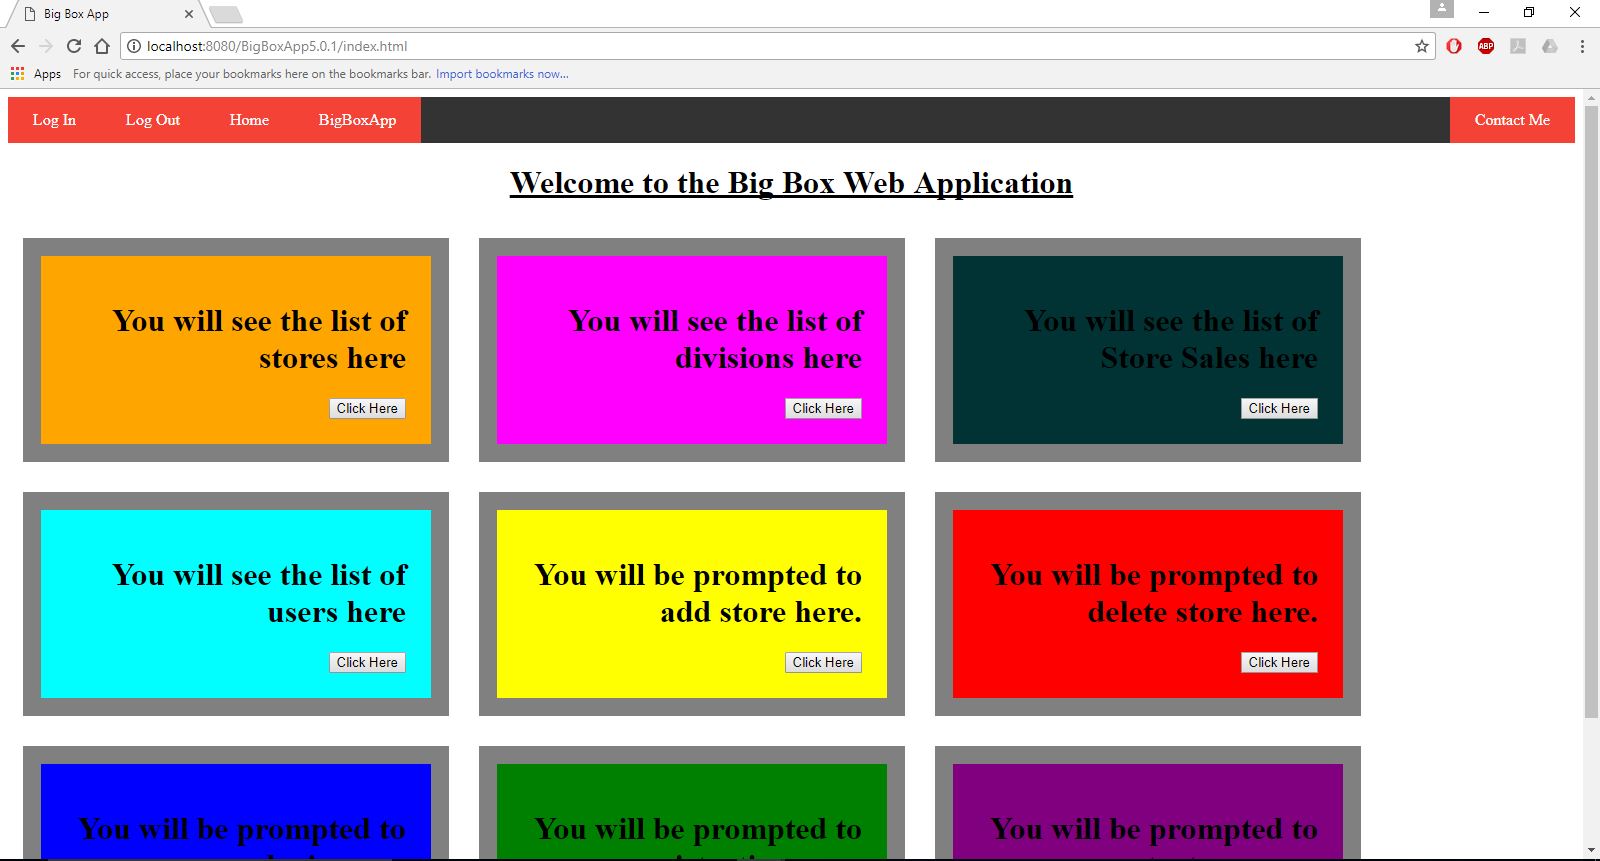 Big Box App
localhost:8080/BigBoxApp5.0.1/index.html
ABP
Apps For quick access, place your bookmarks here on the bookmarks bar. Import bookmarks now...
Log In Log Out Home BigBoxApp Contact Me
Welcome to the Big Box Web Application
You will see the list of
stores here
Click Here
You will see the list of
divisions here
Click Here
You will see the list of
Store Sales here
Click Here
You will see the list of
users here
Click Here
You will be prompted to
add store here.
Click Here
You will be prompted to
delete store here.
Click Here
You will be prompted to
You will be prompted to
You will be prompted to